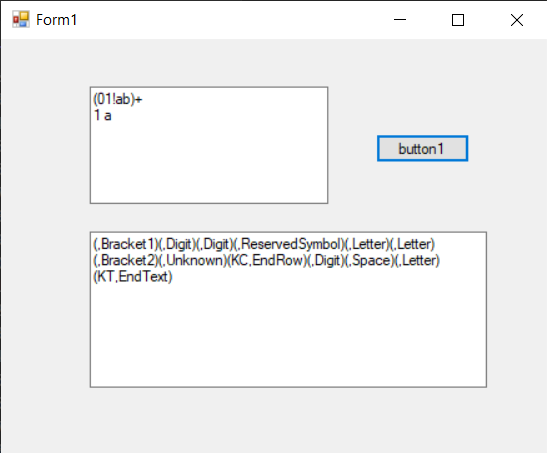 Form1
(01!ab)+
1 a
button1
(,Bracket1)(,Digit)(,Digit)(,ReservedSymbol)(,Letter)(,Letter)
(,Bracket2)(,Unknown)(KC,EndRow)(,Digit)(,Space)(,Letter)
(KT,EndText)